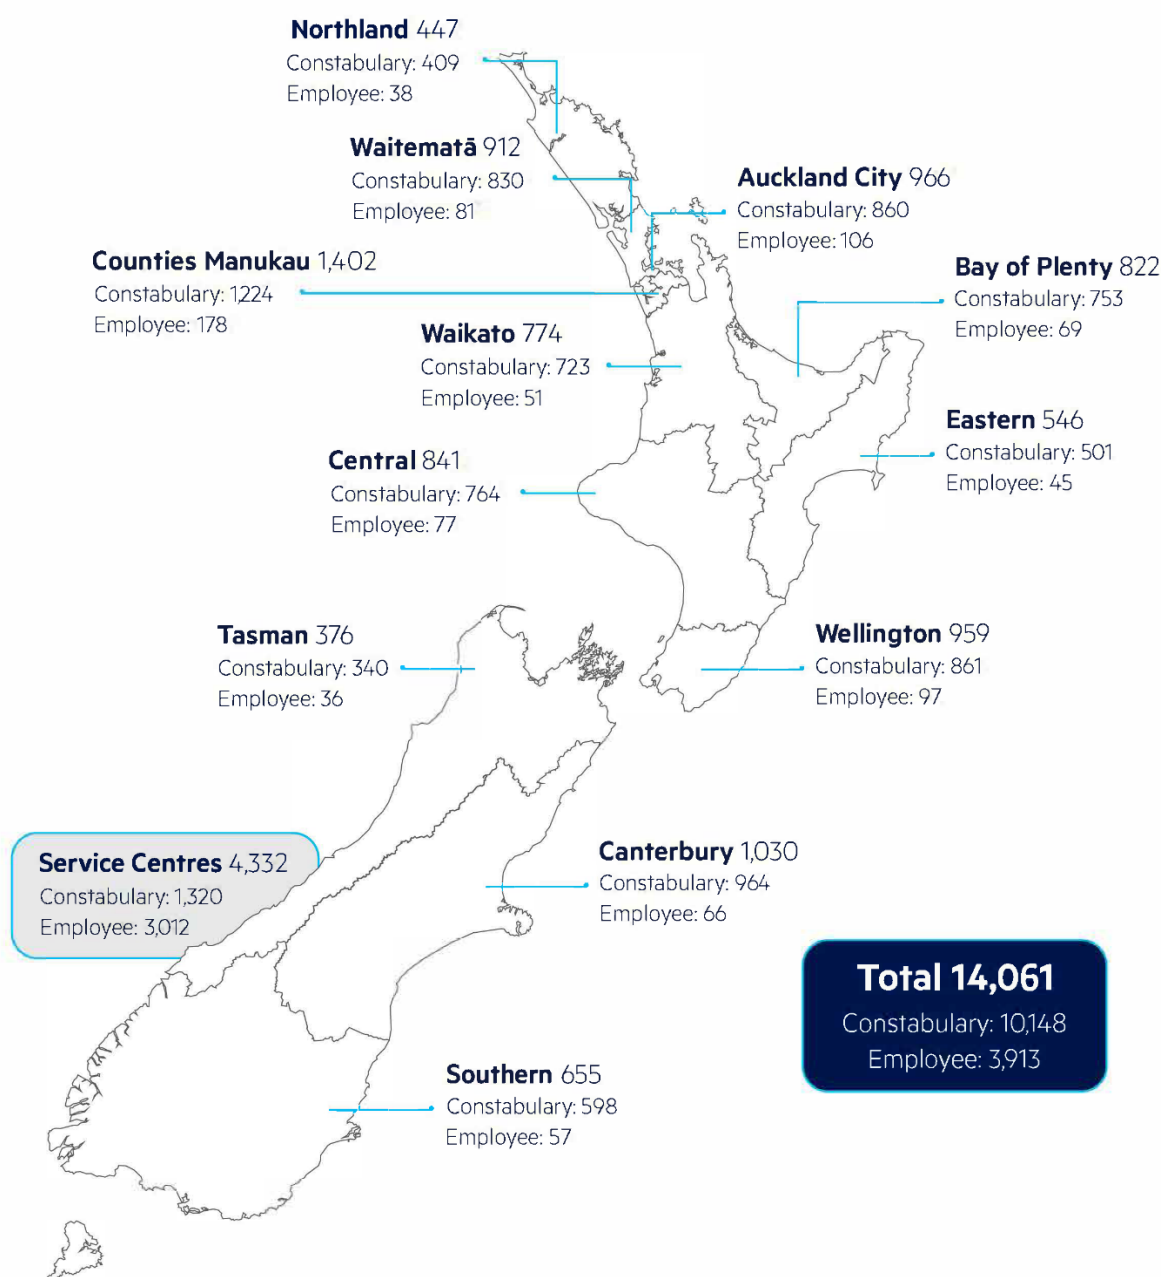 Northland 447
Constabulary: 409
Employee: 38
Waitematā 912
Constabulary: 830
Employee: 81
Auckland City 966
Constabulary: 860
Employee: 106
Counties Manukau 1,402
Constabulary: 1,224
Employee: 178
Bay of Plenty 822
Constabulary: 753
Employee: 69
Waikato 774
Constabulary: 723
Employee: 51
Eastern 546
Constabulary: 501
Employee: 45
Central 841
Constabulary: 764
Employee: 77
Tasman 376
Constabulary: 340
Employee: 36
Wellington 959
Constabulary: 861
Employee: 97
Service Centres 4,332
Constabulary: 1,320
Employee: 3,012
Canterbury 1,030
Constabulary: 964
Employee: 66
Total 14,061
Constabulary: 10,148
Employee: 3,913
Southern 655
Constabulary: 598
Employee: 57